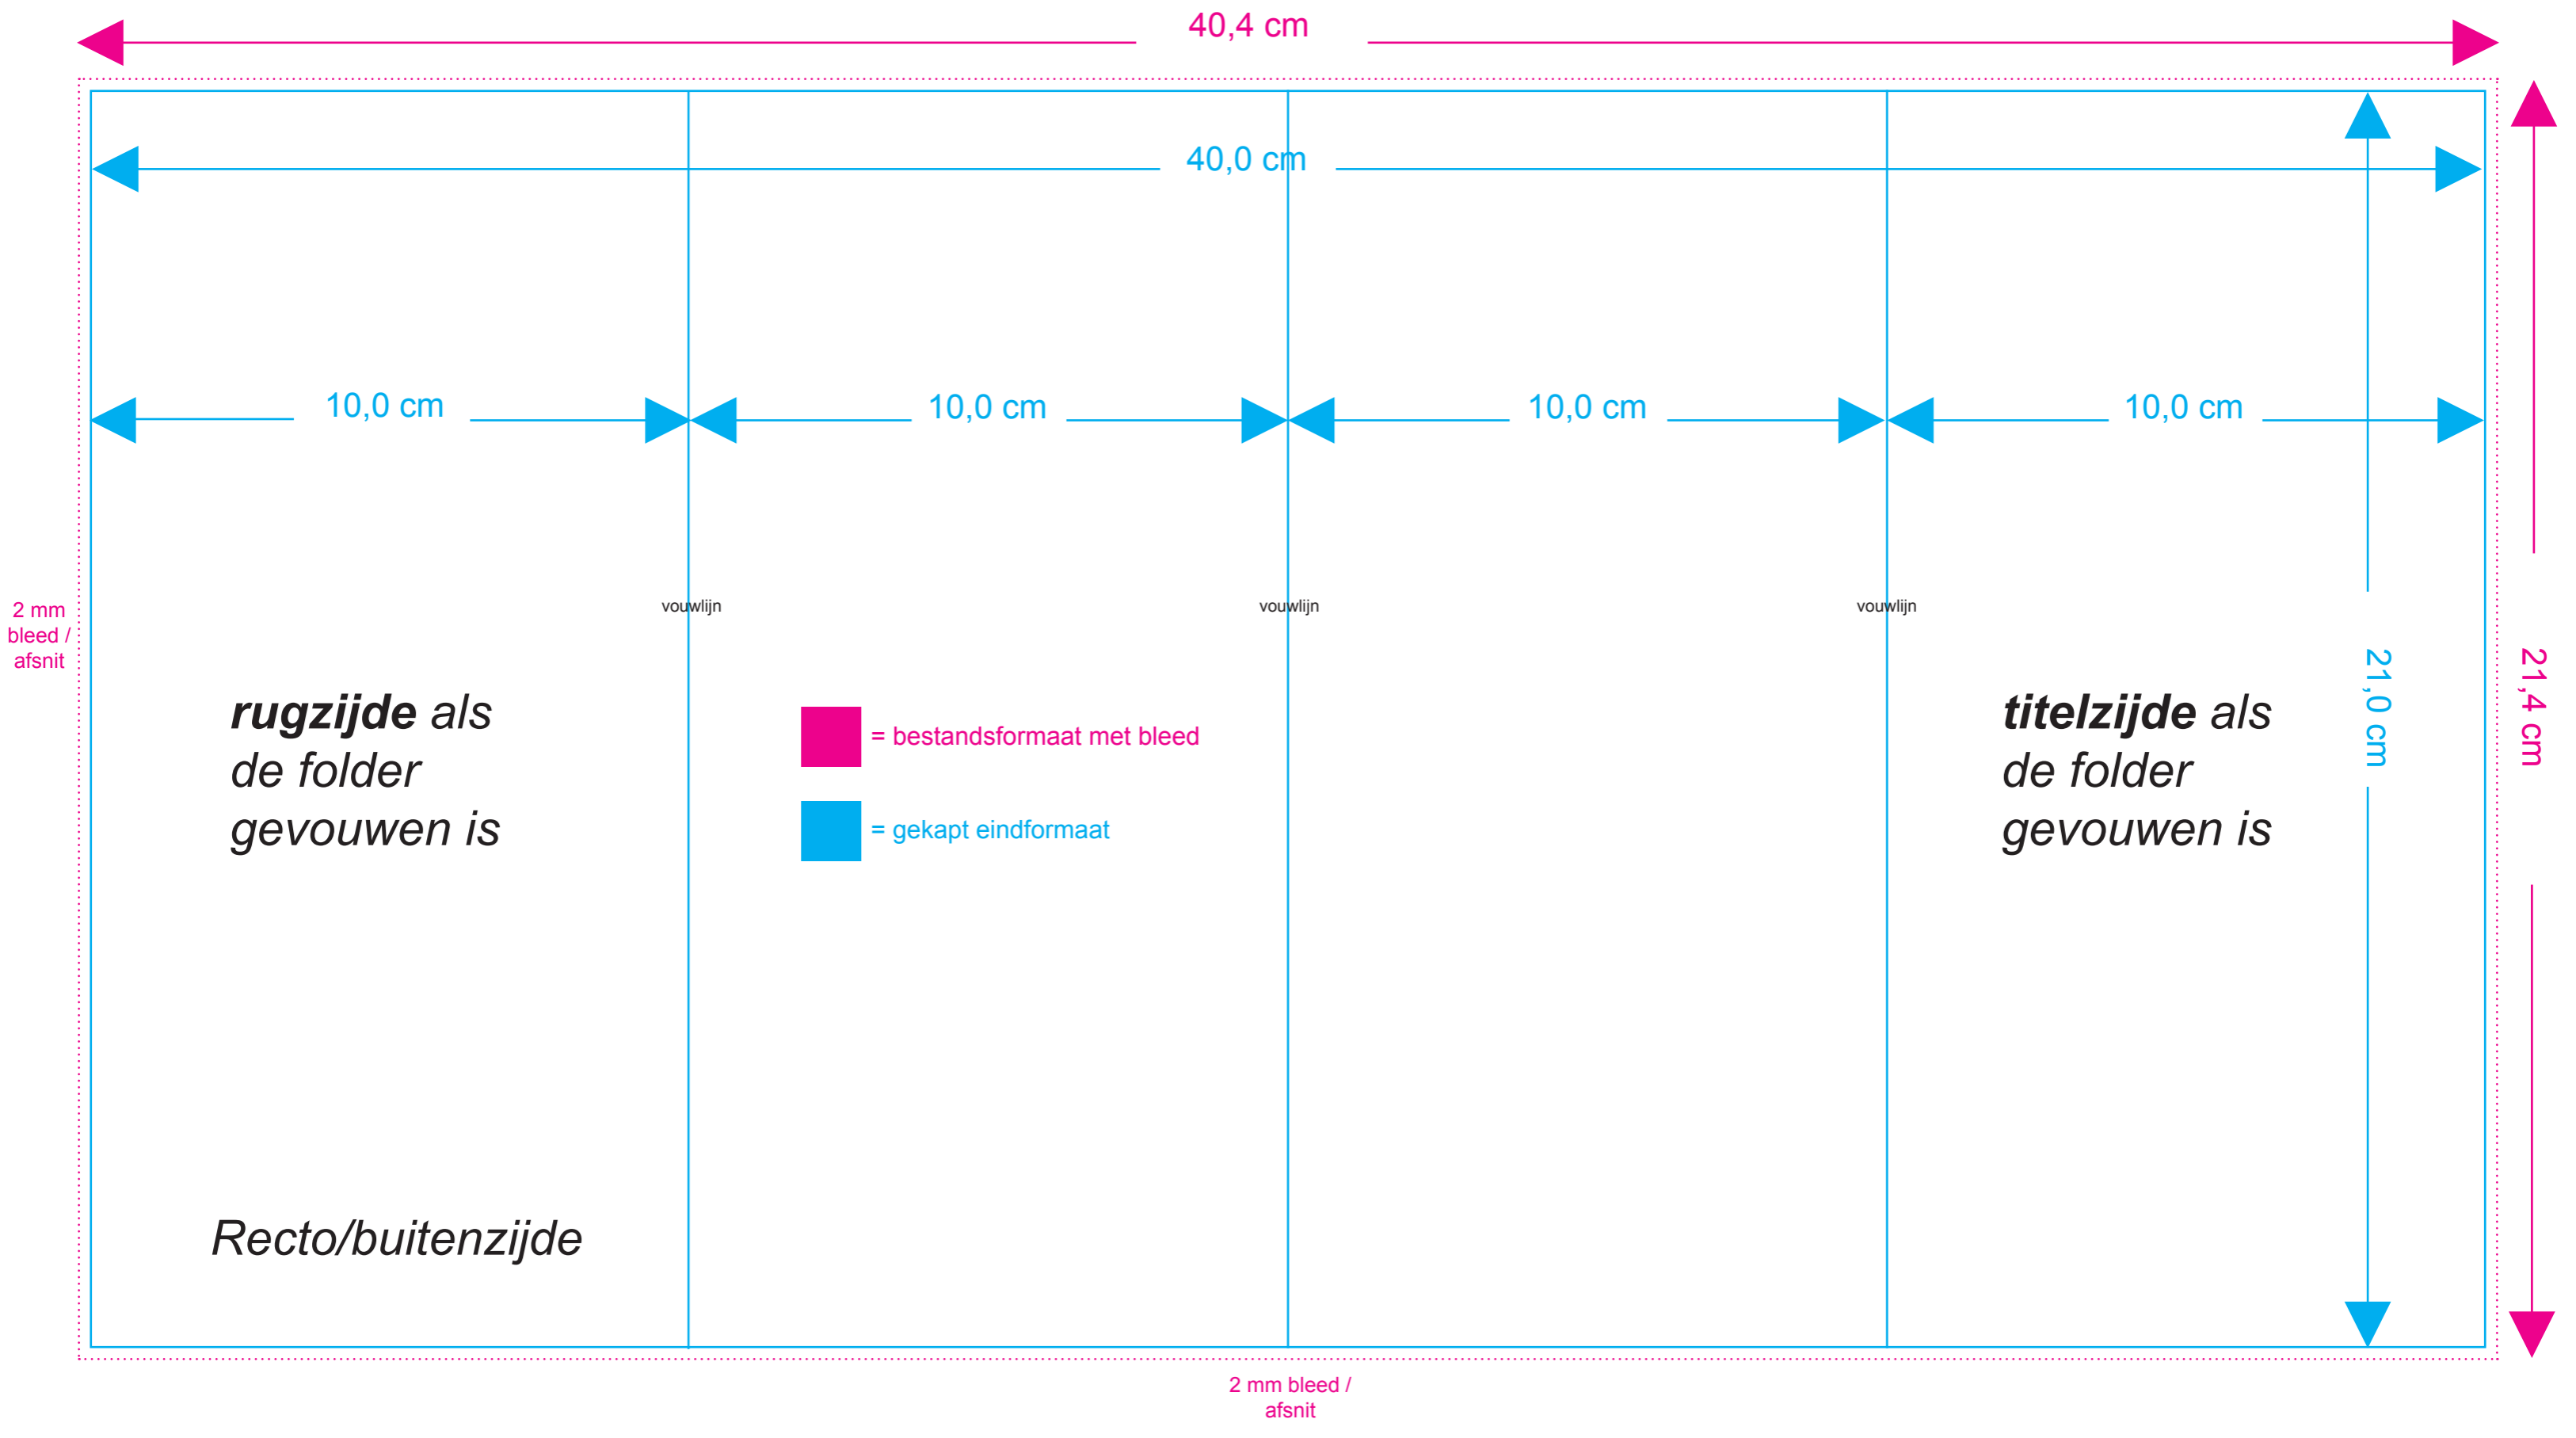 40,4 cm
40,0 cm
10,0 cm
10,0 cm
10,0 cm
10,0 cm
vouwlijn
vouwlijn
vouwlijn
2 mm
bleed /
afsnit
rugzijde als
de folder
gevouwen is
= bestandsformaat met bleed
= gekapt eindformaat
titelzijde als
de folder
gevouwen is
21,0 cm
21,4 cm
Recto/buitenzijde
2 mm bleed /
afsnit